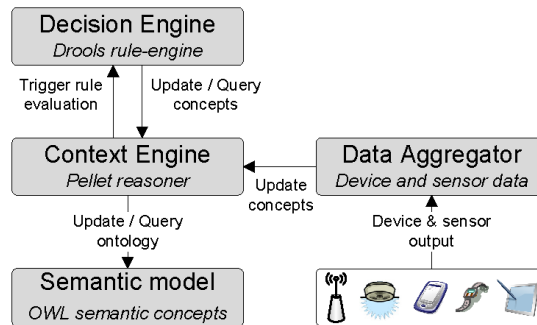 Decision Engine
Drools rule-engine
Trigger rule
evaluation
Update / Query
concepts
Context Engine
Pellet reasoner
Data Aggregator
Device and sensor data
Update
concepts
Update / Query
ontology
Device & sensor
output
Semantic model
OWL semantic concepts